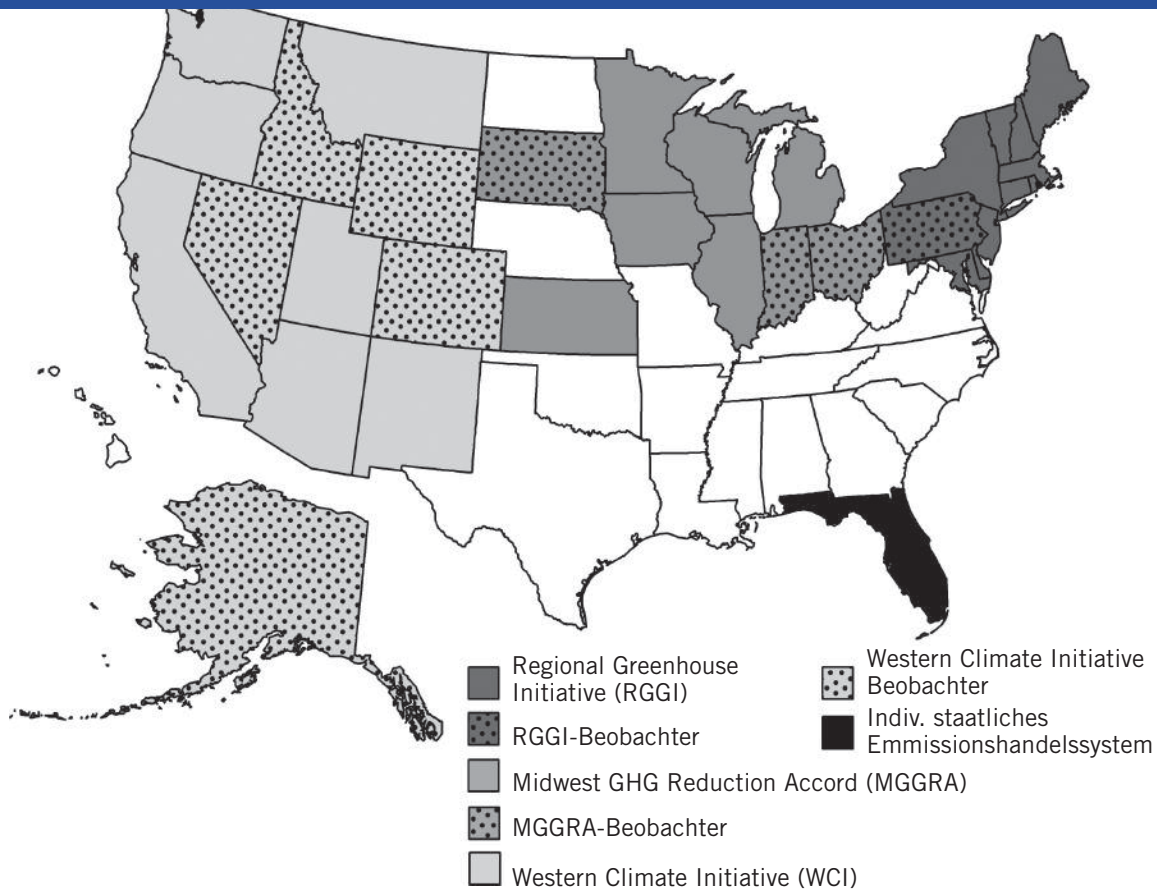 Regional Greenhouse
Initiative (RGGI)
RGGI-Beobachter
Midwest GHG Reduction Accord (MGGRA)
MGGRA-Beobachter
Western Climate Initiative (WCI)
Western Climate Initiative
Beobachter
Indiv. staatliches
Emmissionshandelssystem